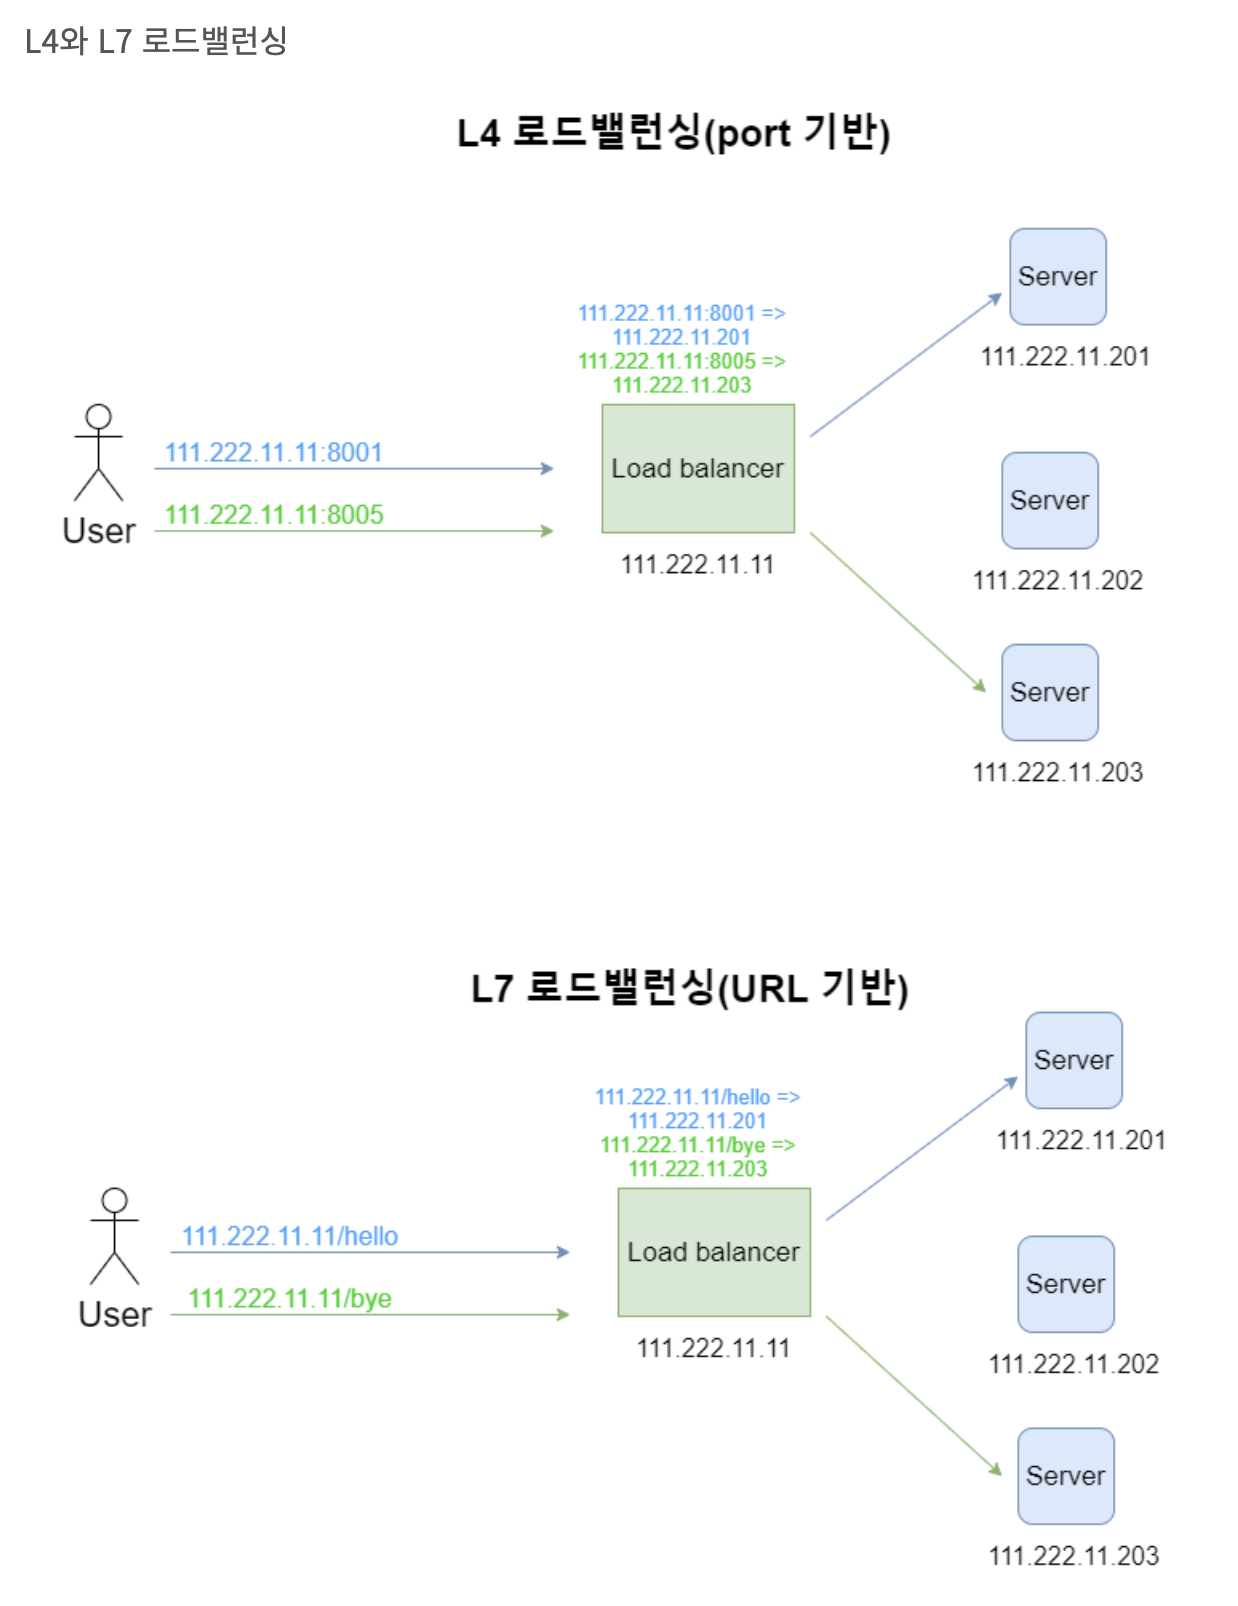 L4와 L7 로드밸런싱
L4 로드밸런싱(port 기반)
Server
111.222.11.201
111.222.11.11:8001 =>
111.222.11.201
111.222.11.11:8005 =>
111.222.11.203
111.222.11.11:8001
111.222.11.11:8005
User
Load balancer
111.222.11.11
Server
111.222.11.202
Server
111.222.11.203
L7 로드밸런싱(URL 기반)
Server
111.222.11.201
111.222.11.11/hello =>
111.222.11.201
111.222.11.11/bye =>
111.222.11.203
111.222.11.11/hello
111.222.11.11/bye
User
Load balancer
111.222.11.11
Server
111.222.11.202
Server
111.222.11.203